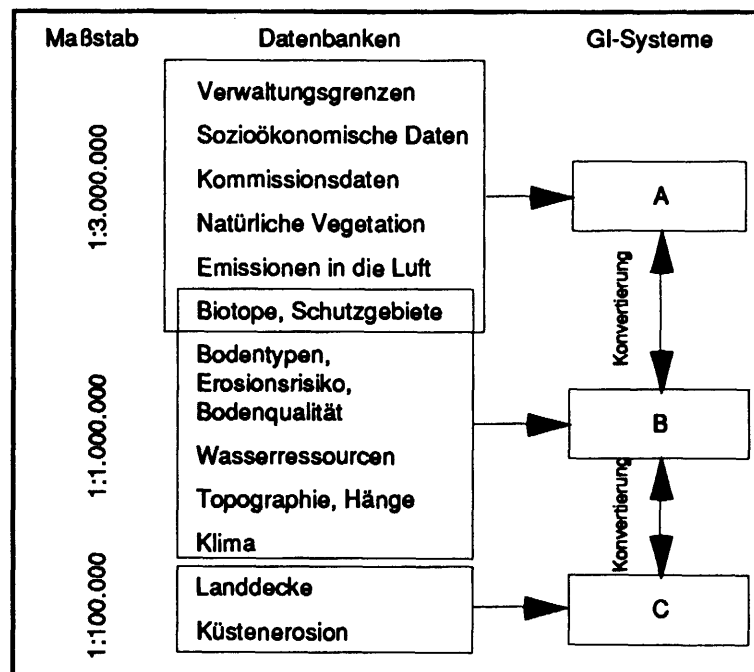 Maßstab Datenbanken GI-Systeme
1:3.000.000
Verwaltungsgrenzen
Sozioökonomische Daten
Kommissionsdaten
Natürliche Vegetation
Emissionen in die Luft
Biotope, Schutzgebiete
A
Konvertierung
1:1.000.000
Bodentypen,
Erosionsrisiko,
Bodenqualität
Wasserressourcen
Topographie, Hänge
Klima
B
Konvertierung
1:100.000
Landdecke
Küstenerosion
C